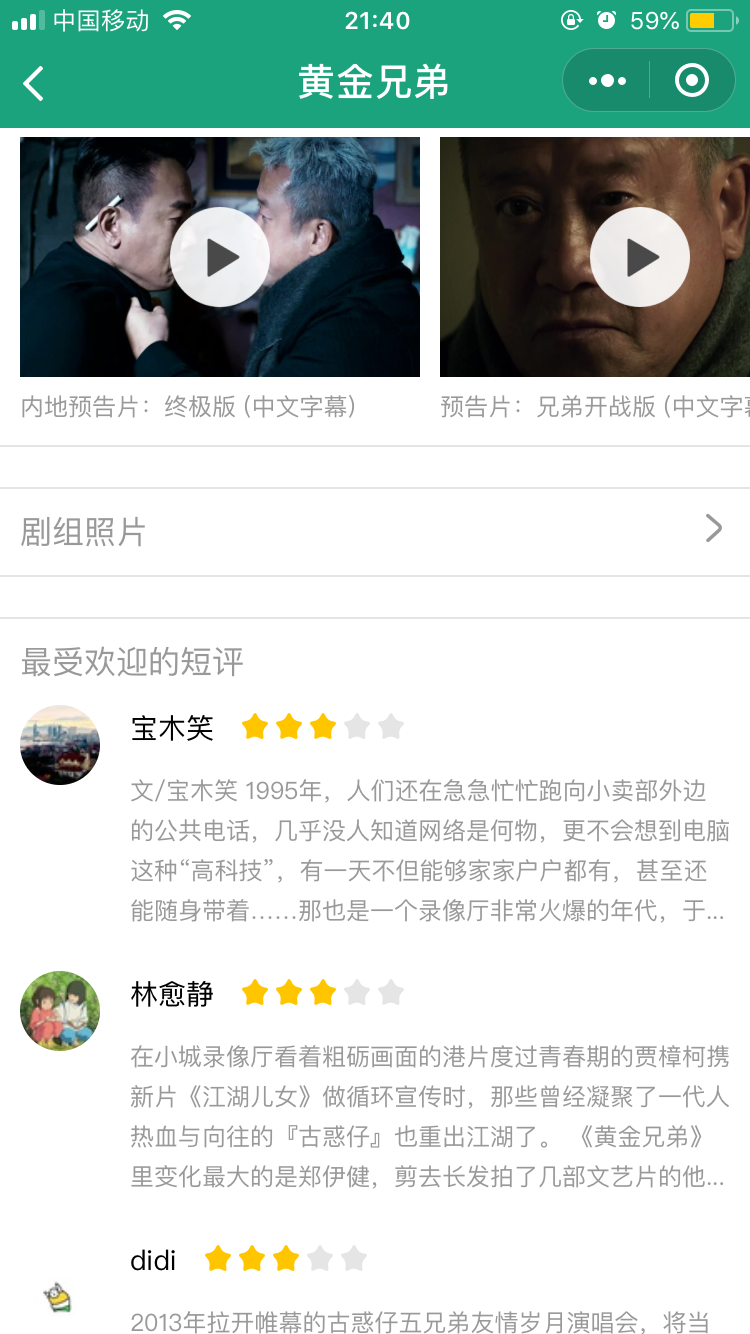 中国移动 21:40 59%
黄金兄弟
内地预告片：终极版 (中文字幕)
预告片：兄弟开战版 (中文字
剧组照片
最受欢迎的短评
宝木笑
文/宝木笑 1995年，人们还在急急忙忙跑向小卖部外边
的公共电话，几乎没人知道网络是何物，更不会想到电脑
这种“高科技”，有一天不但能够家家户户都有，甚至还
能随身带着……那也是一个录像厅非常火爆的年代，于...
林愈静
在小城录像厅看着粗砺画面的港片度过青春期的贾樟柯携
新片《江湖儿女》做循环宣传时，那些曾经凝聚了一代人
热血与向往的『古惑仔』也重出江湖了。 《黄金兄弟》
里变化最大的是郑伊健，剪去长发拍了几部文艺片的他...
didi
2013年拉开帷幕的古惑仔五兄弟友情岁月演唱会，将当